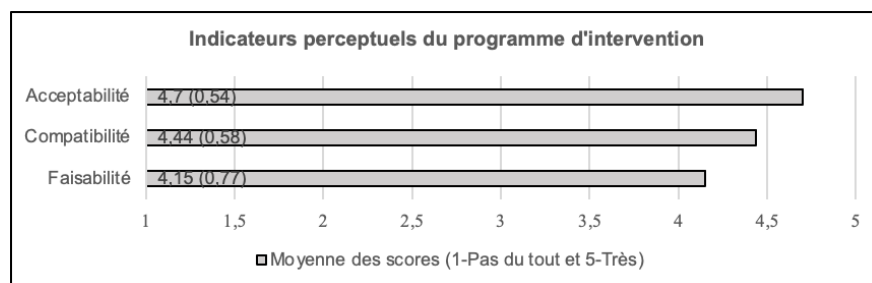 Indicateurs perceptuels du programme d'intervention
Acceptabilité 4,7 (0,54)
Compatibilité 4,44 (0,58)
Faisabilité 4,15 (0,77)
1 1,5 2 2,5 3 3,5 4 4,5 5
Moyenne des scores (1-Pas du tout et 5-Très)